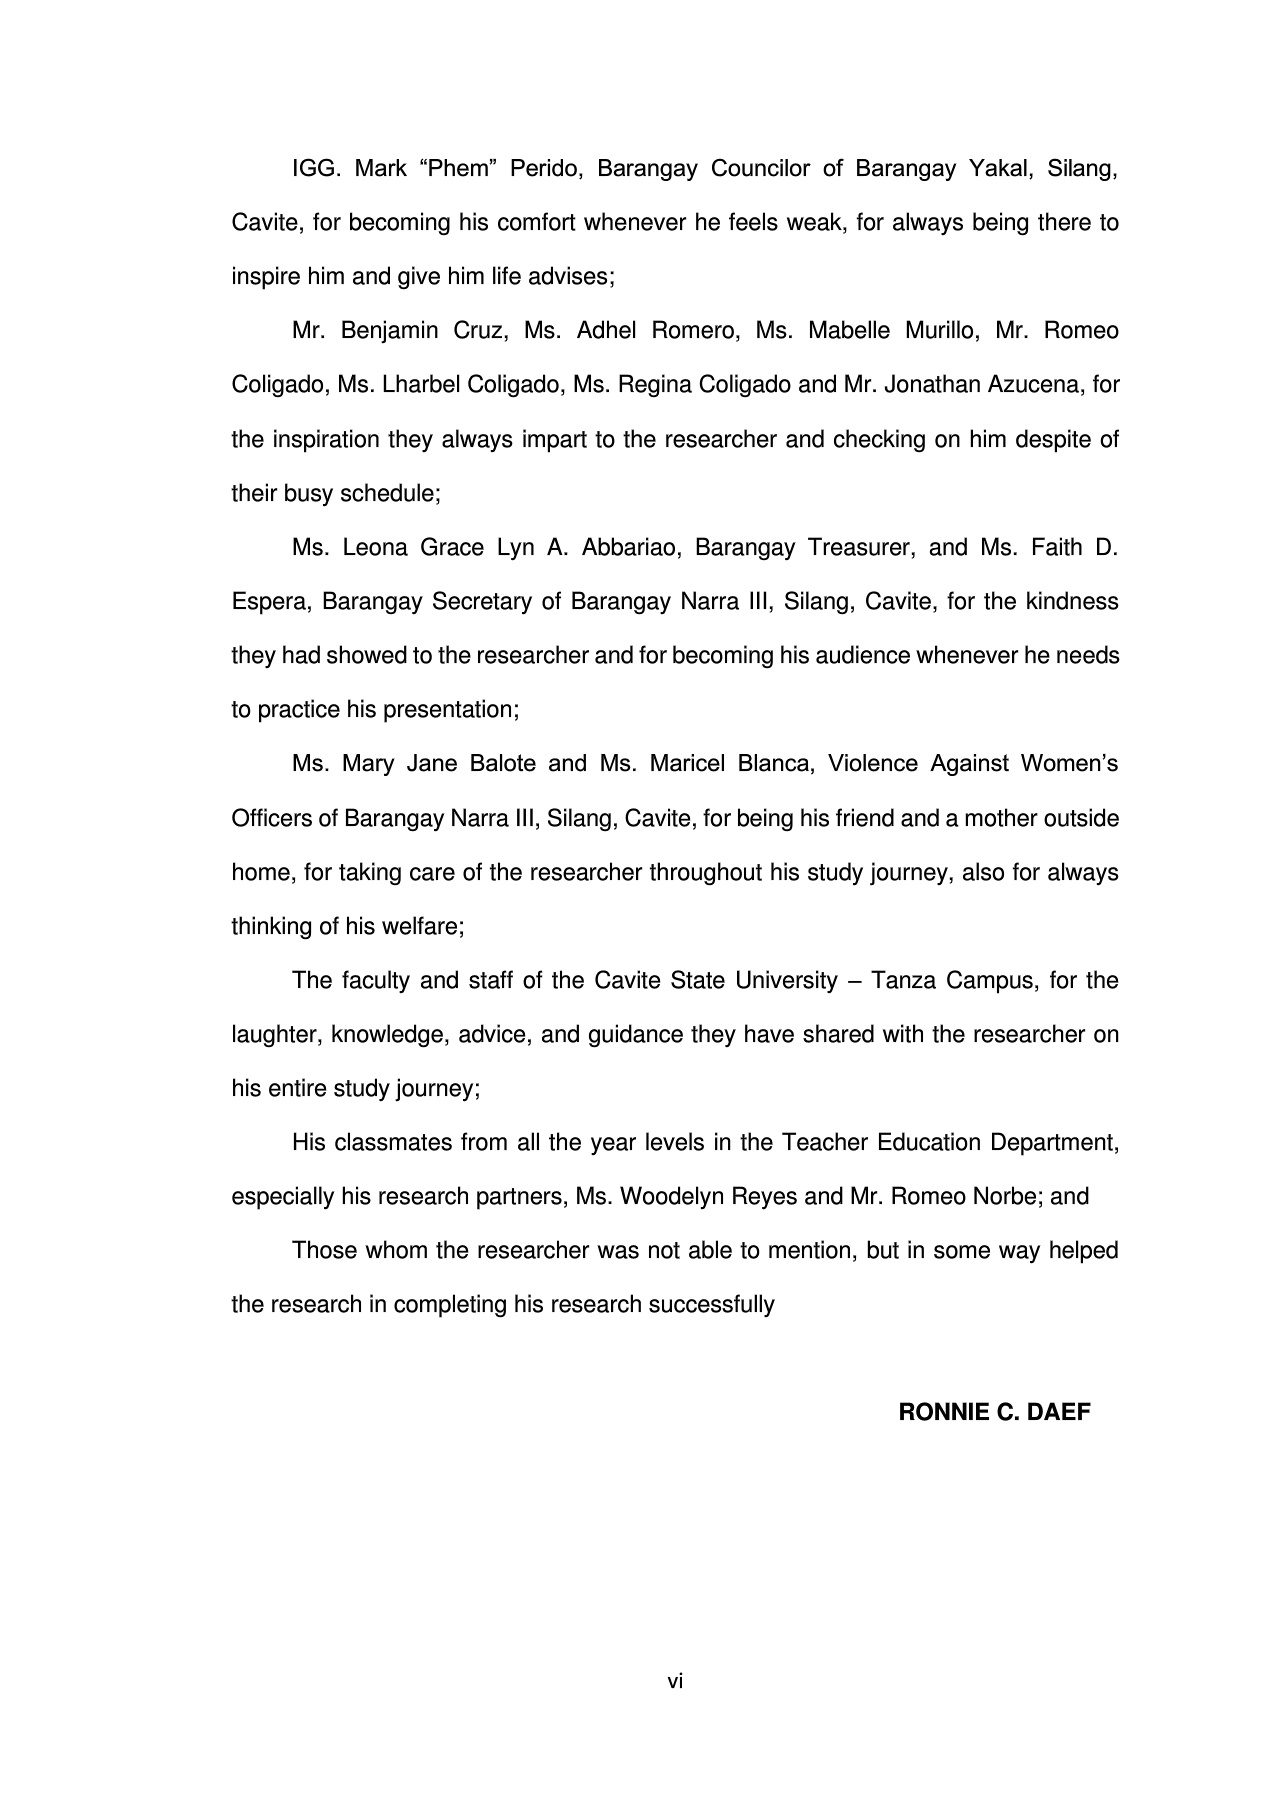 IGG. Mark “Phem” Perido, Barangay Councilor of Barangay Yakal, Silang,
Cavite, for becoming his comfort whenever he feels weak, for always being there to
inspire him and give him life advises;
Mr. Benjamin Cruz, Ms. Adhel Romero, Ms. Mabelle Murillo, Mr. Romeo
Coligado, Ms. Lharbel Coligado, Ms. Regina Coligado and Mr. Jonathan Azucena, for
the inspiration they always impart to the researcher and checking on him despite of
their busy schedule;
Ms. Leona Grace Lyn A. Abbariao, Barangay Treasurer, and Ms. Faith D.
Espera, Barangay Secretary of Barangay Narra III, Silang, Cavite, for the kindness
they had showed to the researcher and for becoming his audience whenever he needs
to practice his presentation;
Ms. Mary Jane Balote and Ms. Maricel Blanca, Violence Against Women’s
Officers of Barangay Narra III, Silang, Cavite, for being his friend and a mother outside
home, for taking care of the researcher throughout his study journey, also for always
thinking of his welfare;
The faculty and staff of the Cavite State University – Tanza Campus, for the
laughter, knowledge, advice, and guidance they have shared with the researcher on
his entire study journey;
His classmates from all the year levels in the Teacher Education Department,
especially his research partners, Ms. Woodelyn Reyes and Mr. Romeo Norbe; and
Those whom the researcher was not able to mention, but in some way helped
the research in completing his research successfully
RONNIE C. DAEF
vi